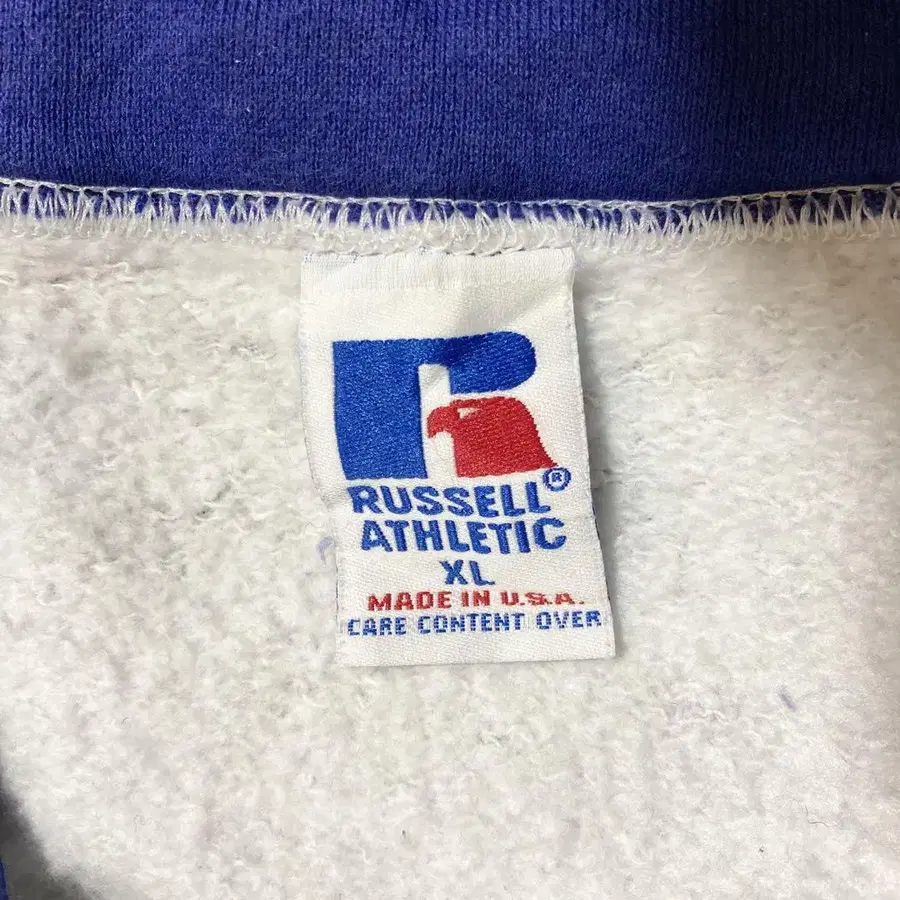 R
RUSSELL®
ATHLETIC
XL
MADE IN U.S.A.
CARE CONTENT OVER